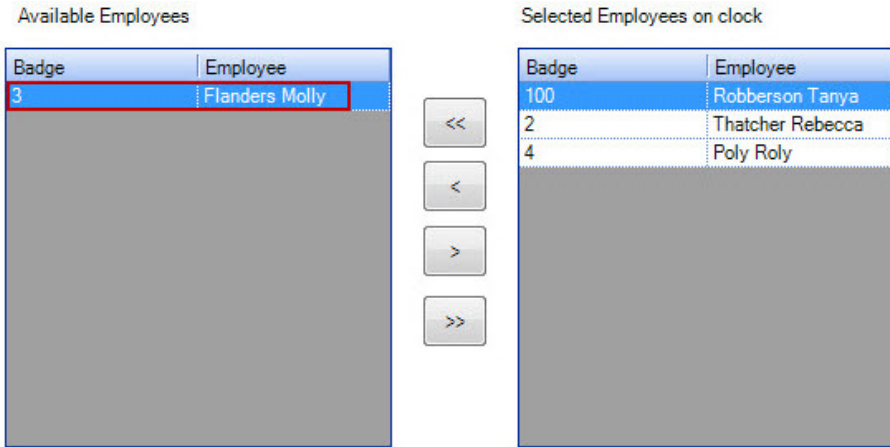 Available Employees
Selected Employees on clock
Badge Employee
3 Flanders Molly
<<
<
>
>>
Badge Employee
100 Robberson Tanya
2 Thatcher Rebecca
4 Poly Roly